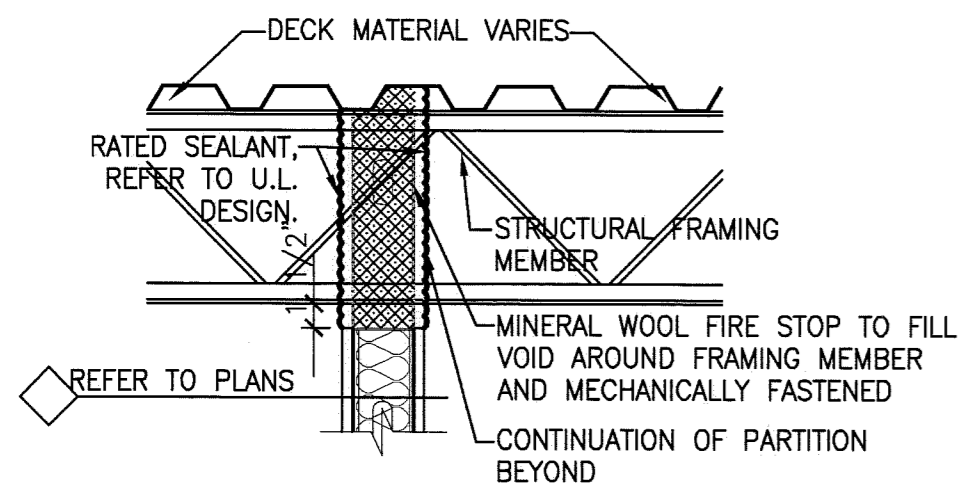 DECK MATERIAL VARIES
RATED SEALANT,
REFER TO U.L.
DESIGN.
1 1/2"
STRUCTURAL FRAMING
MEMBER
MINERAL WOOL FIRE STOP TO FILL
VOID AROUND FRAMING MEMBER
AND MECHANICALLY FASTENED
REFER TO PLANS
CONTINUATION OF PARTITION
BEYOND